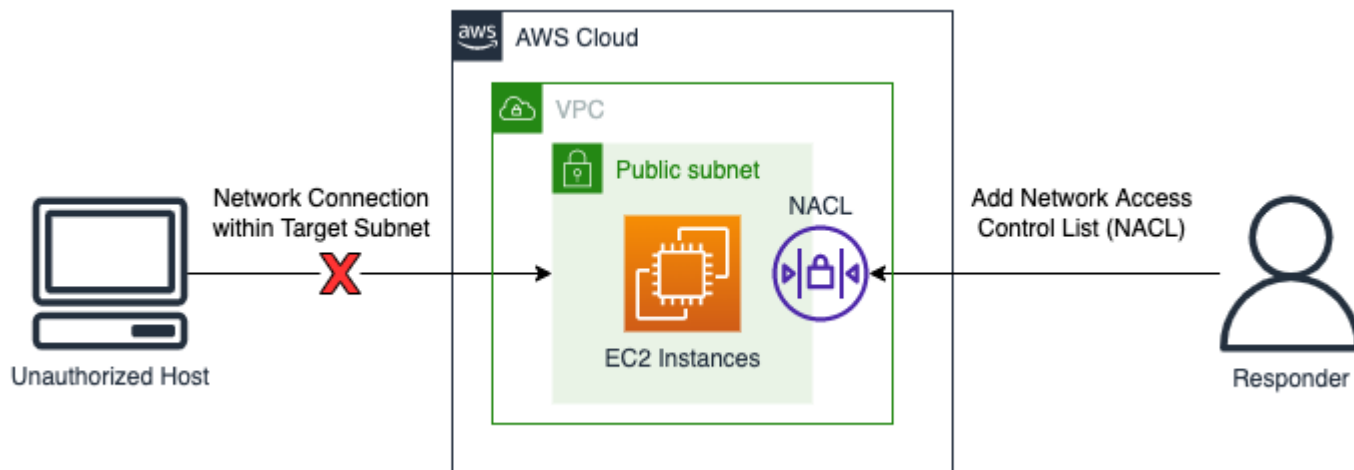 aws
AWS Cloud
VPC
Public subnet
Network Connection
within Target Subnet
NACL
Add Network Access
Control List (NACL)
EC2 Instances
Unauthorized Host
Responder